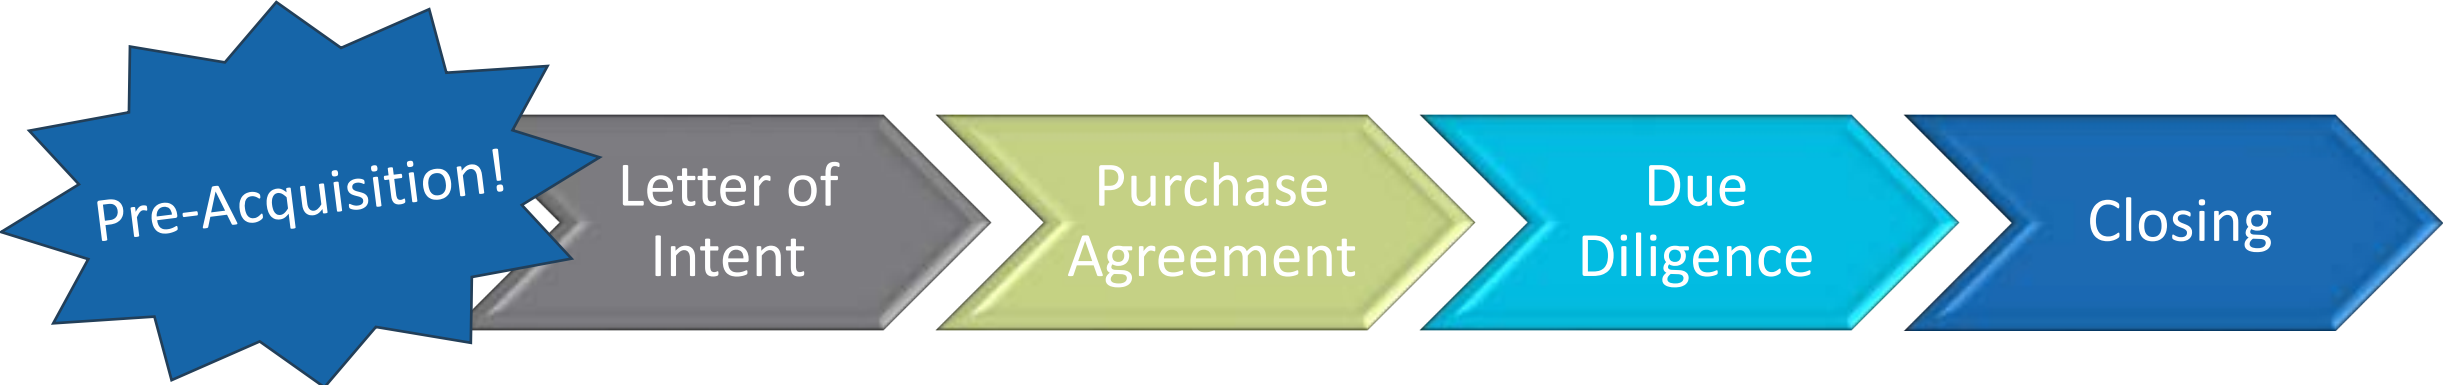 Pre-Acquisition!
Letter of
Intent
Purchase
Agreement
Due
Diligence
Closing